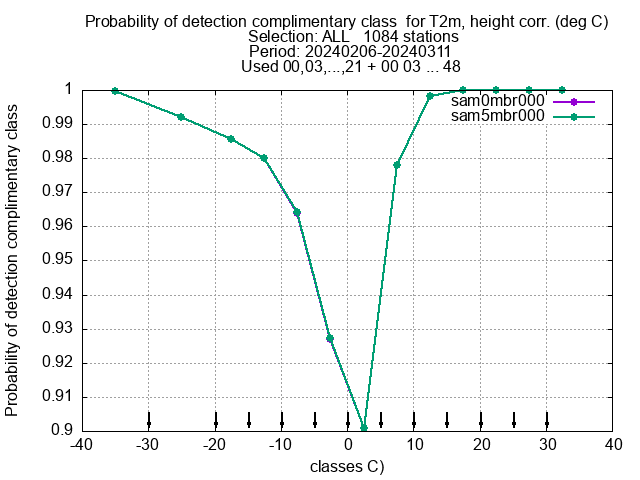 Probability of detection complimentary class  for T2m, height corr. (deg C)
Selection: ALL   1084 stations
Period: 20240206-20240311
Used 00,03,...,21 + 00 03 ... 48
sam0mbr000
sam5mbr000
Probability of detection complimentary class
1
0.99
0.98
0.97
0.96
0.95
0.94
0.93
0.92
0.91
0.9
-40 -30 -20 -10 0 10 20 30 40
classes C)